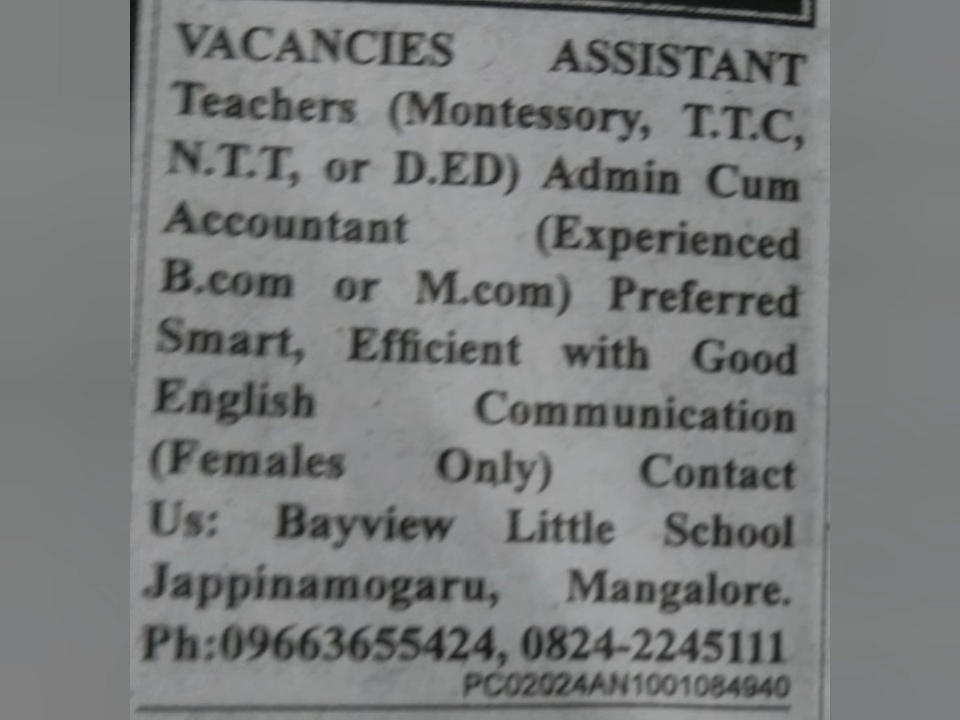 VACANCIES ASSISTANT
Teachers (Montessory, T.T.C,
N.T.T, or D.ED) Admin Cum
Accountant (Experienced
B.com or M.com) Preferred
Smart, Efficient with Good
English Communication
(Females Only) Contact
Us: Bayview Little School
Jappinamogaru, Mangalore.
Ph:09663655424, 0824-2245111
PC02024AN1001084940